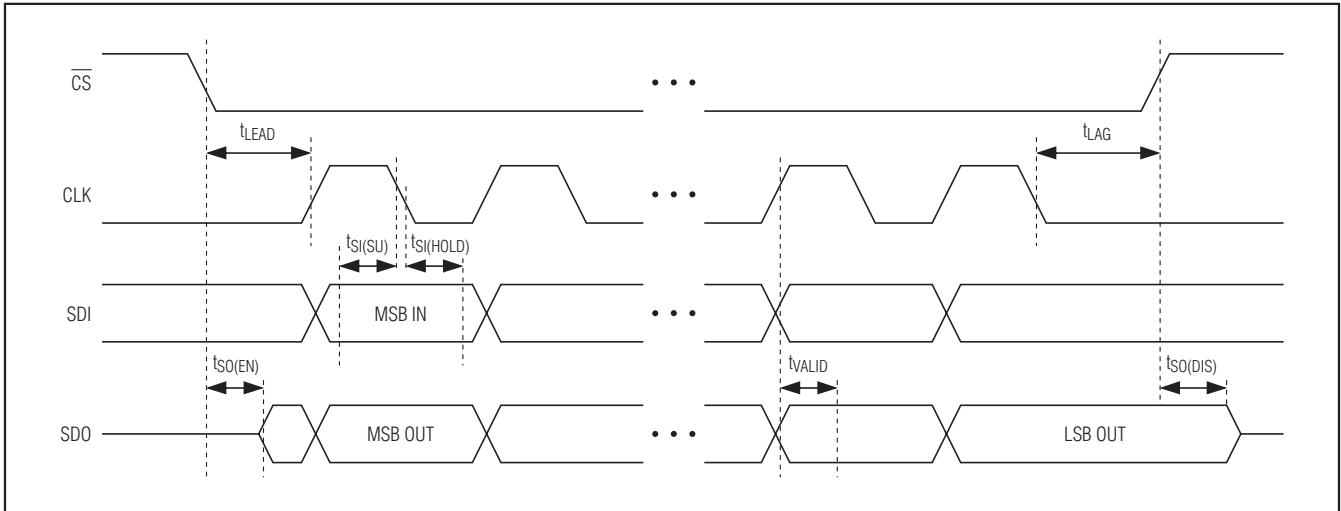 CS
tLEAD
tLAG
CLK
tSI(SU)
tSI(HOLD)
SDI
MSB IN
tSO(EN)
tVALID
tSO(DIS)
SDO
MSB OUT
LSB OUT